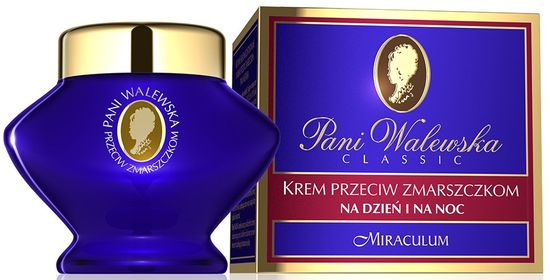 PANI WALEWSKA
PRZECIW ZMARSZCZKOM
Pani Walewska
CLASSIC
KREM PRZECIW ZMARSZCZKOM
NA DZIEŃ I NA NOC
MIRACULUM